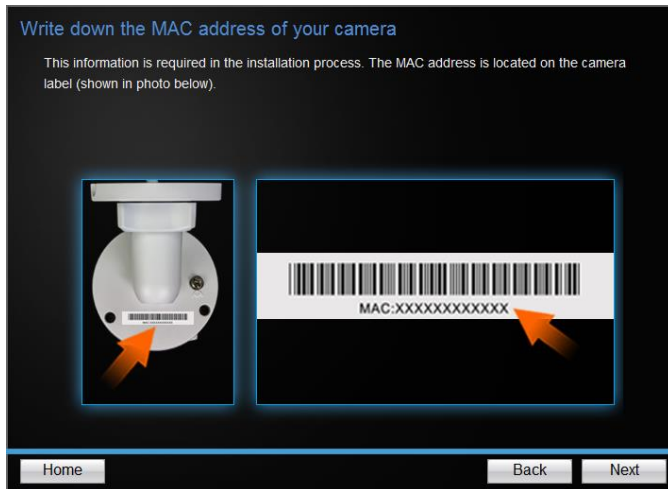 Write down the MAC address of your camera
This information is required in the installation process. The MAC address is located on the camera
label (shown in photo below).
MAC:XXXXXXXXXXXX
Home
Back
Next